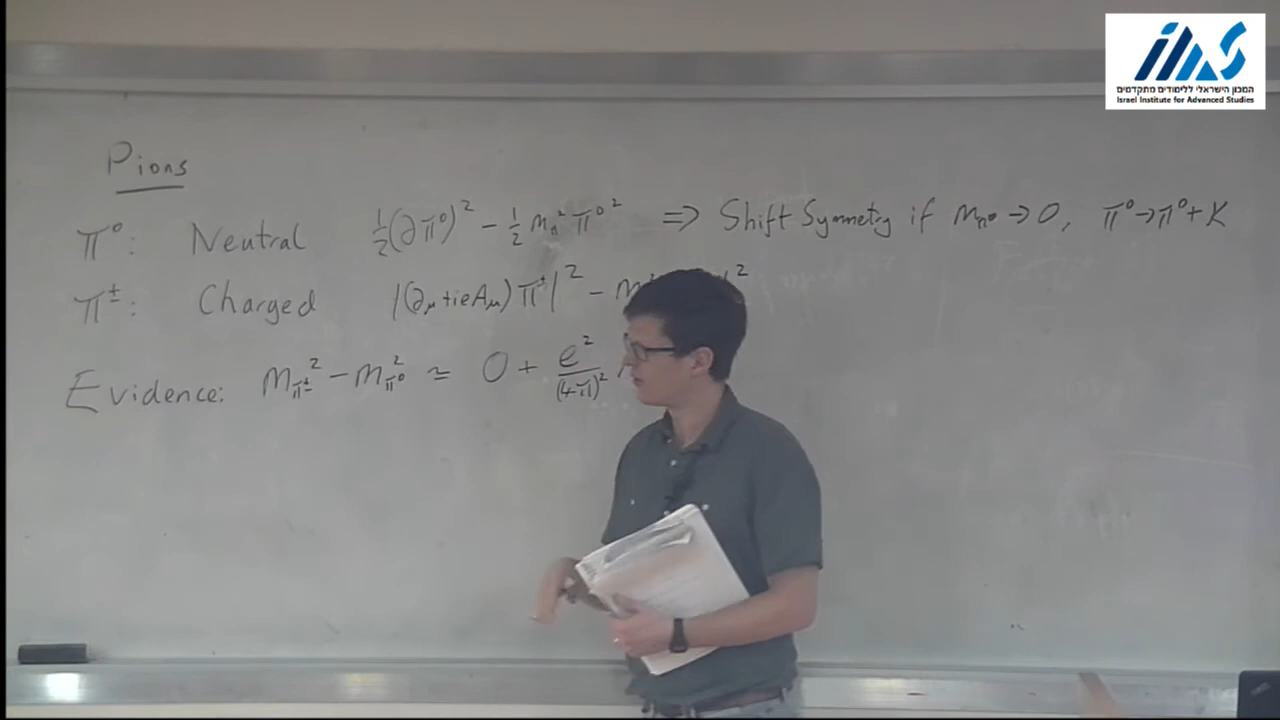 המכון הישראלי ללימודים מתקדמים
Israel Institute for Advanced Studies
Pions
π⁰: Neutral ½(∂π⁰)² − ½ m_π² π⁰² ⇒ Shift Symmetry if m_π⁰ → 0, π⁰ → π⁰ + K
π±: Charged |(∂_μ + ieA_μ) π±|² − m ²
Evidence: m_π±² − m_π⁰² ≃ 0 + e²/(4π)²